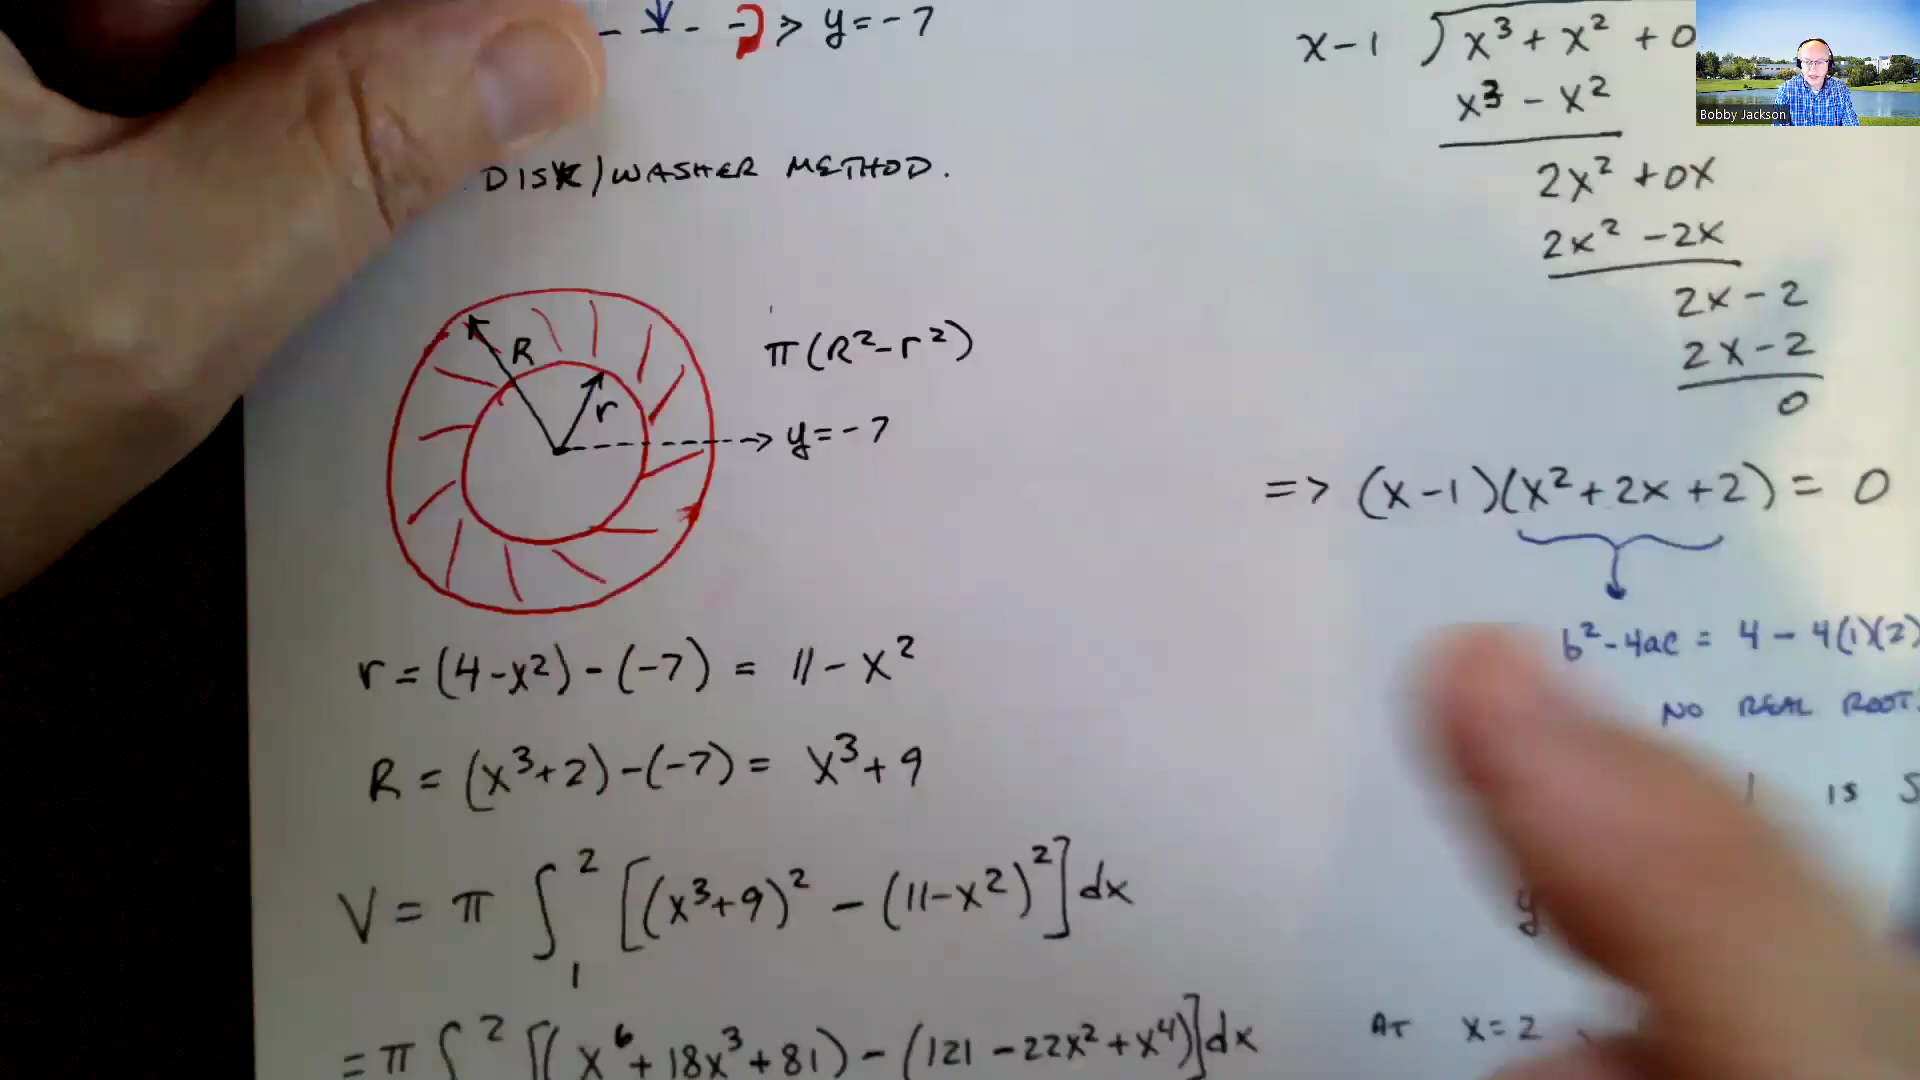 y = -7
DISK/WASHER METHOD.
R
r
π(R²-r²)
y = -7
r = (4-x²) - (-7) = 11 - x²
R = (x³+2) - (-7) = x³+9
V = π ∫₁² [(x³+9)² - (11-x²)²] dx
= π ∫² [(x⁶+18x³+81) - (121-22x²+x⁴)] dx
x-1 ) x³ + x² + 0
x³ - x²
2x² + 0x
2x² - 2x
2x - 2
2x - 2
0
=> (x-1)(x²+2x+2) = 0
b²-4ac = 4 - 4(1)(2)
NO REAL ROOT
IS
y
AT x=2
Bobby Jackson